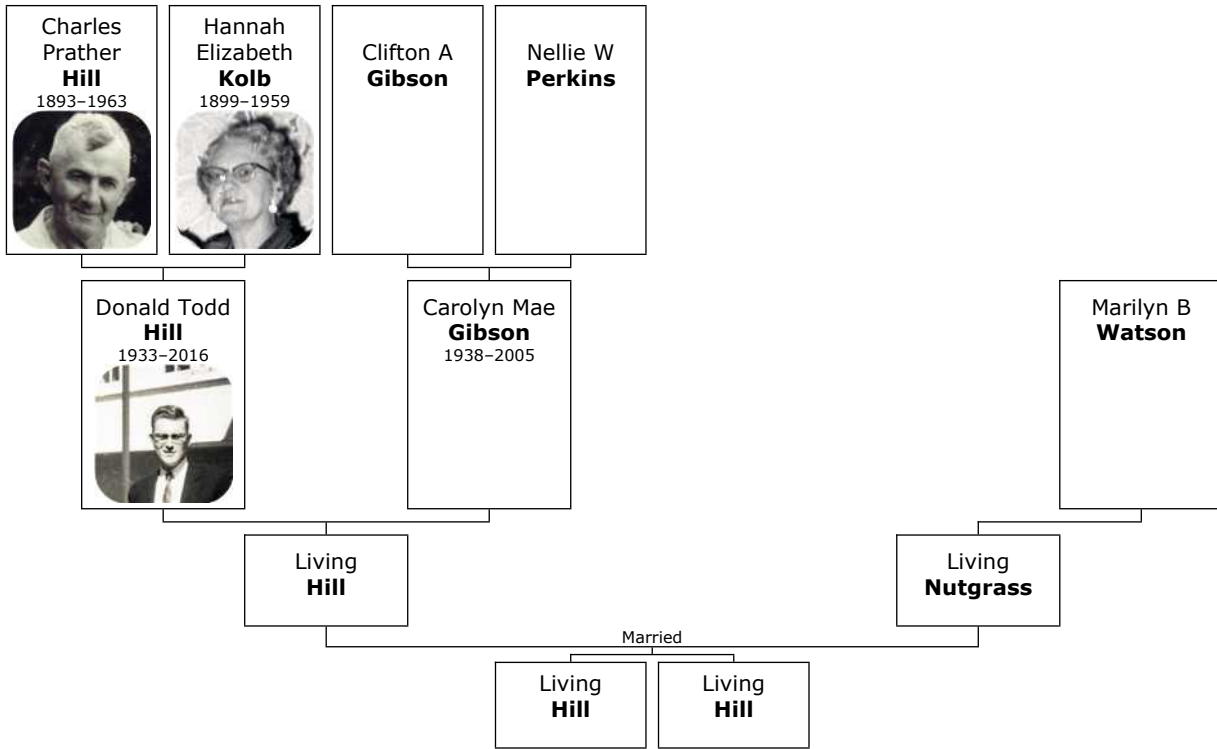 Charles
Prather
Hill
1893–1963
Hannah
Elizabeth
Kolb
1899–1959
Clifton A
Gibson
Nellie W
Perkins
Donald Todd
Hill
1933–2016
Carolyn Mae
Gibson
1938–2005
Marilyn B
Watson
Living
Hill
Living
Nutgrass
Married
Living
Hill
Living
Hill